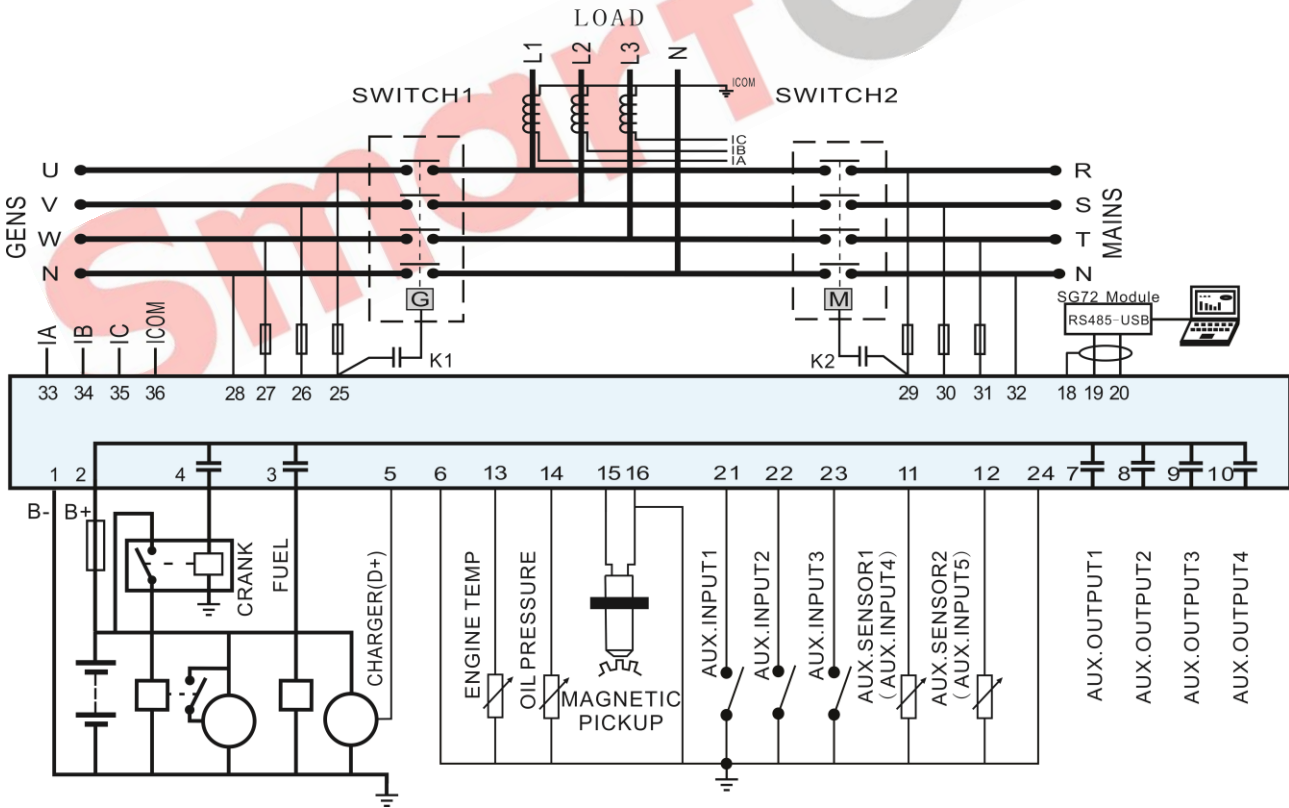 LOAD
L1
L2
L3
N
ICOM
SWITCH1
SWITCH2
IC
IB
IA
GENS
U
V
W
N
R
S
T
N
MAINS
G
M
K1
K2
SG72 Module
RS485-USB
IA
IB
IC
ICOM
33 34 35 36 28 27 26 25 29 30 31 32 18 19 20
1 2 4 3 5 6 13 14 15 16 21 22 23 11 12 24 7 8 9 10
B- B+
CRANK
FUEL
CHARGER(D+)
ENGINE TEMP
OIL PRESSURE
MAGNETIC
PICKUP
AUX.INPUT1
AUX.INPUT2
AUX.INPUT3
AUX.SENSOR1
(AUX.INPUT4)
AUX.SENSOR2
(AUX.INPUT5)
AUX.OUTPUT1
AUX.OUTPUT2
AUX.OUTPUT3
AUX.OUTPUT4
Smart